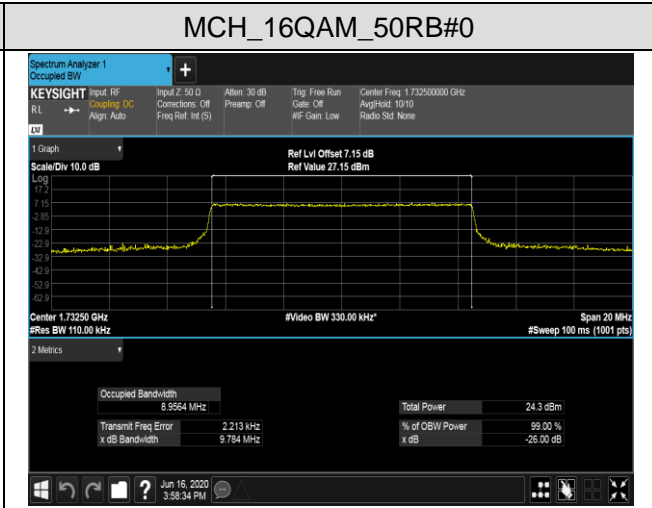 MCH_16QAM_50RB#0
Spectrum Analyzer 1
Occupied BW
+
KEYSIGHT Input: RF Input Z: 50 Ω Atten: 30 dB Trig: Free Run Center Freq: 1.732500000 GHz
RL Coupling: DC Corrections: Off Preamp: Off Gate: Off Avg|Hold: 10/10
Align: Auto Freq Ref: Int (S) #IF Gain: Low Radio Std: None
LXI
1 Graph Ref Lvl Offset 7.15 dB
Scale/Div 10.0 dB Ref Value 27.15 dBm
Log
17.2
7.15
-2.85
-12.9
-22.9
-32.9
-42.9
-52.9
-62.9
Center 1.73250 GHz #Video BW 330.00 kHz* Span 20 MHz
#Res BW 110.00 kHz #Sweep 100 ms (1001 pts)
2 Metrics
Occupied Bandwidth
8.9564 MHz Total Power 24.3 dBm
Transmit Freq Error 2.213 kHz % of OBW Power 99.00 %
x dB Bandwidth 9.784 MHz x dB -26.00 dB
? Jun 16, 2020
3:58:34 PM